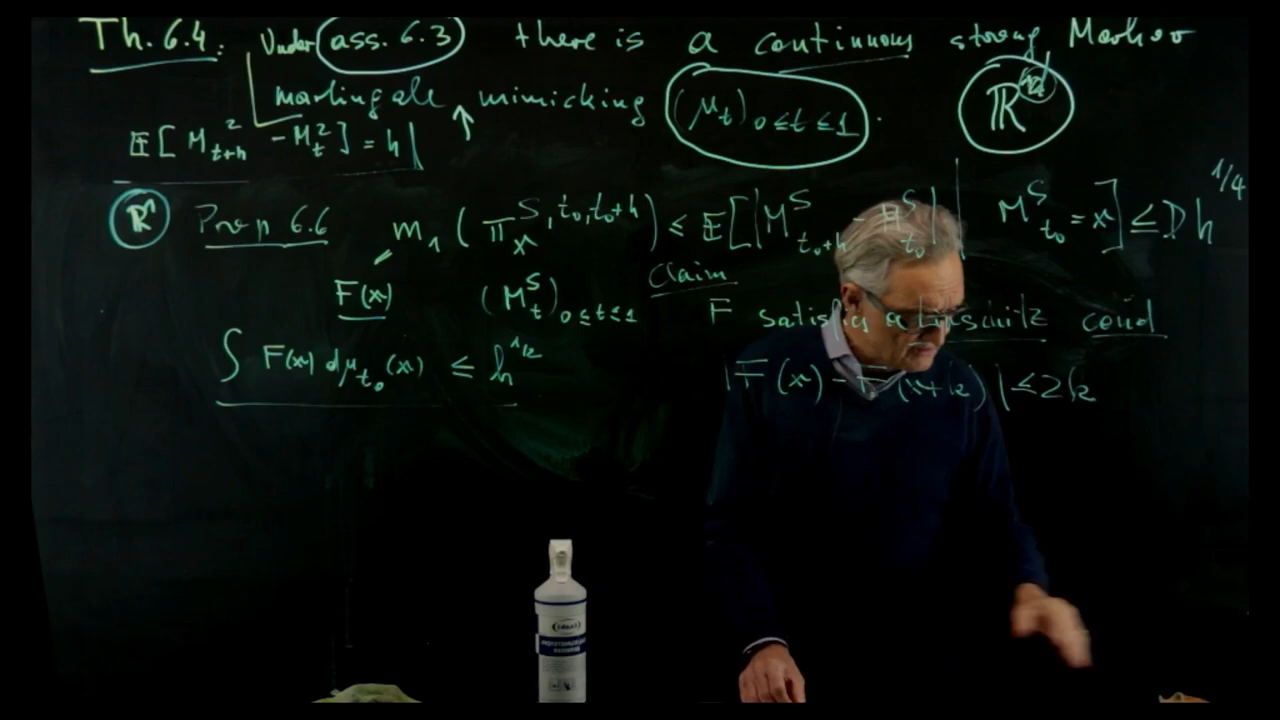 Th. 6.4. Under ass. 6.3 there is a continuous strong Markov
martingale ↑ mimicking (μ_t)_{0≤t≤1}. ℝ
𝔼[M²_{t+h} - M²_t] = h
ℝ Prop 6.6 m_1(π_x^{S,t_0,t_0+h}) ≤ 𝔼[|M^S_{t_0+h} - M^S_{t_0}| | M^S_{t_0} = x] ≤ D h^{1/4}
F(x) (M^S_t)_{0≤t≤1} Claim
F satisfies a Lipschitz cond
∫ F(x) dμ_{t_0}(x) ≤ h^{1/2}
|F(x) - F(x+k)| ≤ 2k